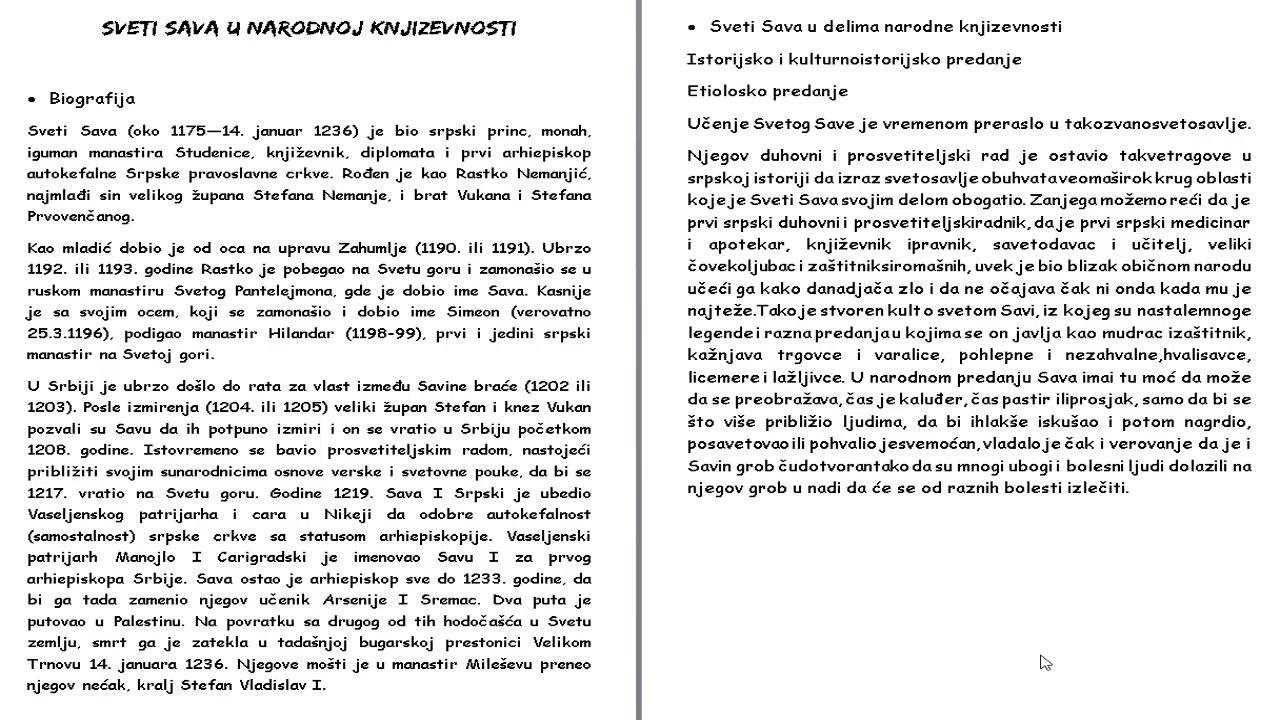 SVETI SAVA U NARODNOJ KNJIZEVNOSTI
• Biografija
Sveti Sava (oko 1175—14. januar 1236) je bio srpski princ, monah,
iguman manastira Studenice, književnik, diplomata i prvi arhiepiskop
autokefalne Srpske pravoslavne crkve. Rođen je kao Rastko Nemanjić,
najmlađi sin velikog župana Stefana Nemanje, i brat Vukana i Stefana
Prvovenčanog.
Kao mladić dobio je od oca na upravu Zahumlje (1190. ili 1191). Ubrzo
1192. ili 1193. godine Rastko je pobegao na Svetu goru i zamonašio se u
ruskom manastiru Svetog Pantelejmona, gde je dobio ime Sava. Kasnije
je sa svojim ocem, koji se zamonašio i dobio ime Simeon (verovatno
25.3.1196), podigao manastir Hilandar (1198-99), prvi i jedini srpski
manastir na Svetoj gori.
U Srbiji je ubrzo došlo do rata za vlast između Savine braće (1202 ili
1203). Posle izmirenja (1204. ili 1205) veliki župan Stefan i knez Vukan
pozvali su Savu da ih potpuno izmiri i on se vratio u Srbiju početkom
1208. godine. Istovremeno se bavio prosvetiteljskim radom, nastojeći
približiti svojim sunarodnicima osnove verske i svetovne pouke, da bi se
1217. vratio na Svetu goru. Godine 1219. Sava I Srpski je ubedio
Vaseljenskog patrijarha i cara u Nikeji da odobre autokefalnost
(samostalnost) srpske crkve sa statusom arhiepiskopije. Vaseljenski
patrijarh Manojlo I Carigradski je imenovao Savu I za prvog
arhiepiskopa Srbije. Sava ostao je arhiepiskop sve do 1233. godine, da
bi ga tada zamenio njegov učenik Arsenije I Sremac. Dva puta je
putovao u Palestinu. Na povratku sa drugog od tih hodočašća u Svetu
zemlju, smrt ga je zatekla u tadašnjoj bugarskoj prestonici Velikom
Trnovu 14. januara 1236. Njegove mošti je u manastir Mileševu preneo
njegov nećak, kralj Stefan Vladislav I.
• Sveti Sava u delima narodne knjizevnosti
Istorijsko i kulturnoistorijsko predanje
Etiolosko predanje
Učenje Svetog Save je vremenom preraslo u takozvanosvetosavlje.
Njegov duhovni i prosvetiteljski rad je ostavio takvetragove u
srpskoj istoriji da izraz svetosavlje obuhvataveomaširok krug oblasti
koje je Sveti Sava svojim delom obogatio. Zanjega možemo reći da je
prvi srpski duhovni i prosvetiteljskiradnik, da je prvi srpski medicinar
i apotekar, književnik ipravnik, savetodavac i učitelj, veliki
čovekoljubac i zaštitniksiromašnih, uvek je bio blizak običnom narodu
učeći ga kako danadjača zlo i da ne očajava čak ni onda kada mu je
najteže.Tako je stvoren kult o svetom Savi, iz kojeg su nastalemnoge
legende i razna predanja u kojima se on javlja kao mudrac izaštitnik,
kažnjava trgovce i varalice, pohlepne i nezahvalne,hvalisavce,
licemere i lažljivce. U narodnom predanju Sava imai tu moć da može
da se preobražava, čas je kaluđer, čas pastir iliprosjak, samo da bi se
što više približio ljudima, da bi ihlakše iskušao i potom nagrdio,
posavetovao ili pohvalio jesvemoćan, vladalo je čak i verovanje da je i
Savin grob čudotvorantako da su mnogi ubogi i bolesni ljudi dolazili na
njegov grob u nadi da će se od raznih bolesti izlečiti.